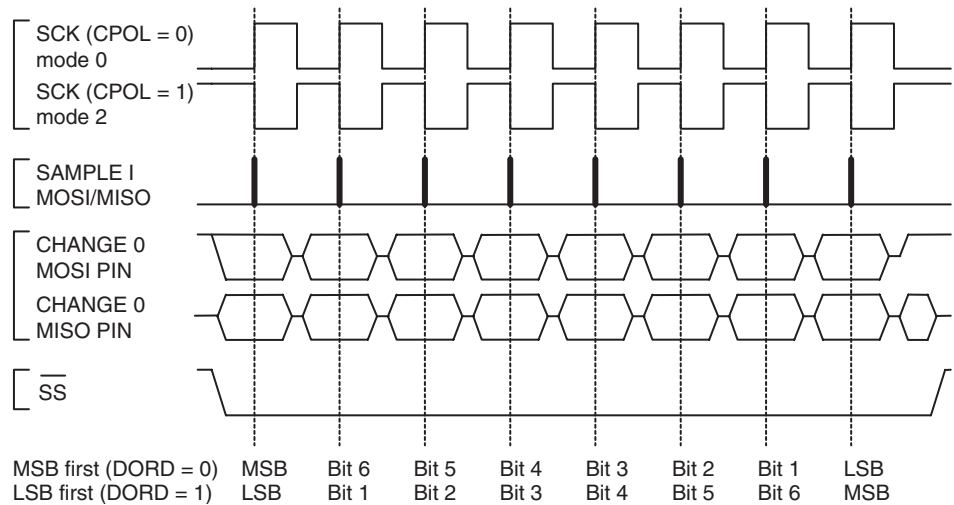 SCK (CPOL = 0)
mode 0
SCK (CPOL = 1)
mode 2
SAMPLE I
MOSI/MISO
CHANGE 0
MOSI PIN
CHANGE 0
MISO PIN
SS
MSB first (DORD = 0) MSB Bit 6 Bit 5 Bit 4 Bit 3 Bit 2 Bit 1 LSB
LSB first (DORD = 1) LSB Bit 1 Bit 2 Bit 3 Bit 4 Bit 5 Bit 6 MSB